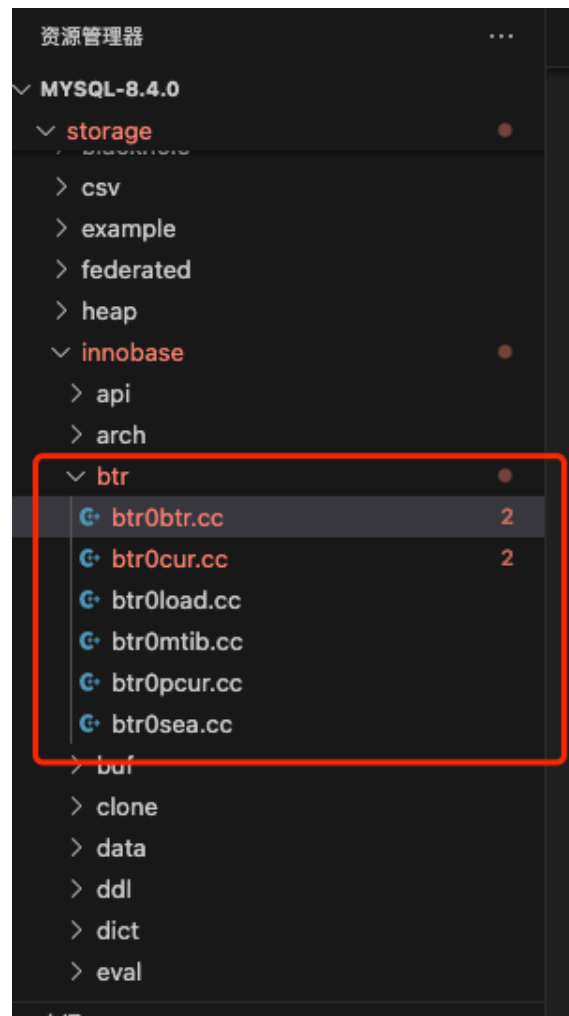 资源管理器 ...
MYSQL-8.4.0
storage
csv
example
federated
heap
innobase
api
arch
btr
btr0btr.cc 2
btr0cur.cc 2
btr0load.cc
btr0mtib.cc
btr0pcur.cc
btr0sea.cc
buf
clone
data
ddl
dict
eval